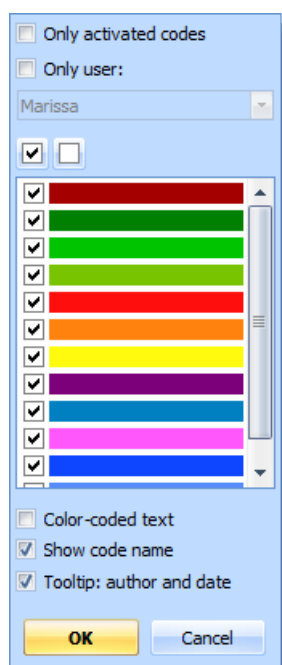 Only activated codes
Only user:
Marissa
Color-coded text
Show code name
Tooltip: author and date
OK
Cancel